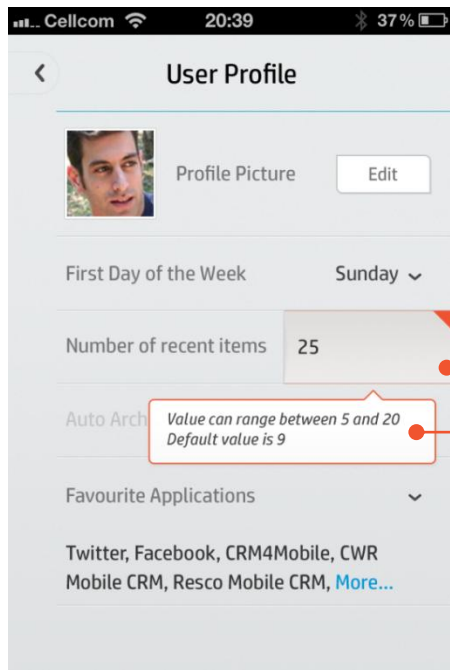 Cellcom 20:39 37%
User Profile
Profile Picture Edit
First Day of the Week Sunday
Number of recent items 25
Auto Arch
Value can range between 5 and 20
Default value is 9
Favourite Applications
Twitter, Facebook, CRM4Mobile, CWR
Mobile CRM, Resco Mobile CRM, More...